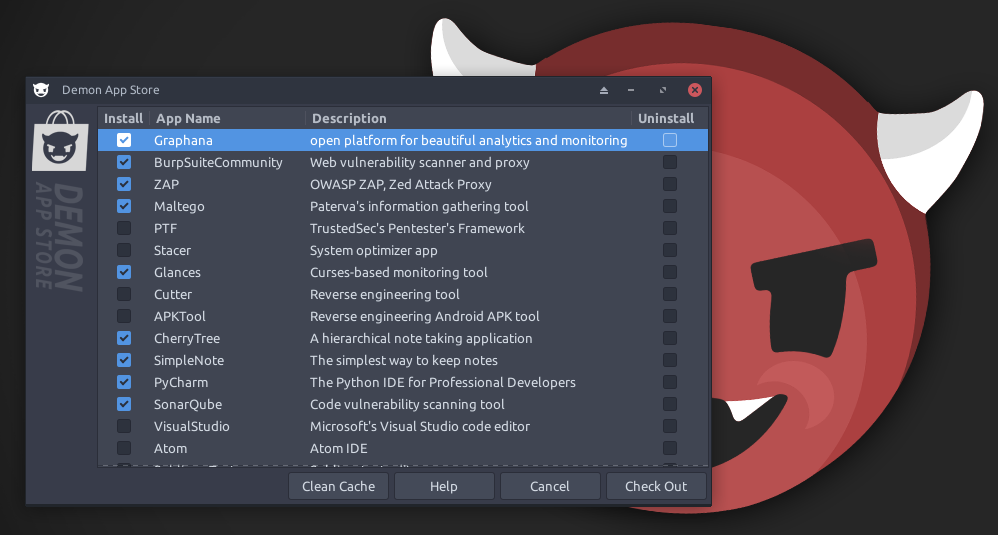 Demon App Store
DEMON
APP STORE
Install App Name Description Uninstall
Graphana open platform for beautiful analytics and monitoring
BurpSuiteCommunity Web vulnerability scanner and proxy
ZAP OWASP ZAP, Zed Attack Proxy
Maltego Paterva's information gathering tool
PTF TrustedSec's Pentester's Framework
Stacer System optimizer app
Glances Curses-based monitoring tool
Cutter Reverse engineering tool
APKTool Reverse engineering Android APK tool
CherryTree A hierarchical note taking application
SimpleNote The simplest way to keep notes
PyCharm The Python IDE for Professional Developers
SonarQube Code vulnerability scanning tool
VisualStudio Microsoft's Visual Studio code editor
Atom Atom IDE
Clean Cache Help Cancel Check Out